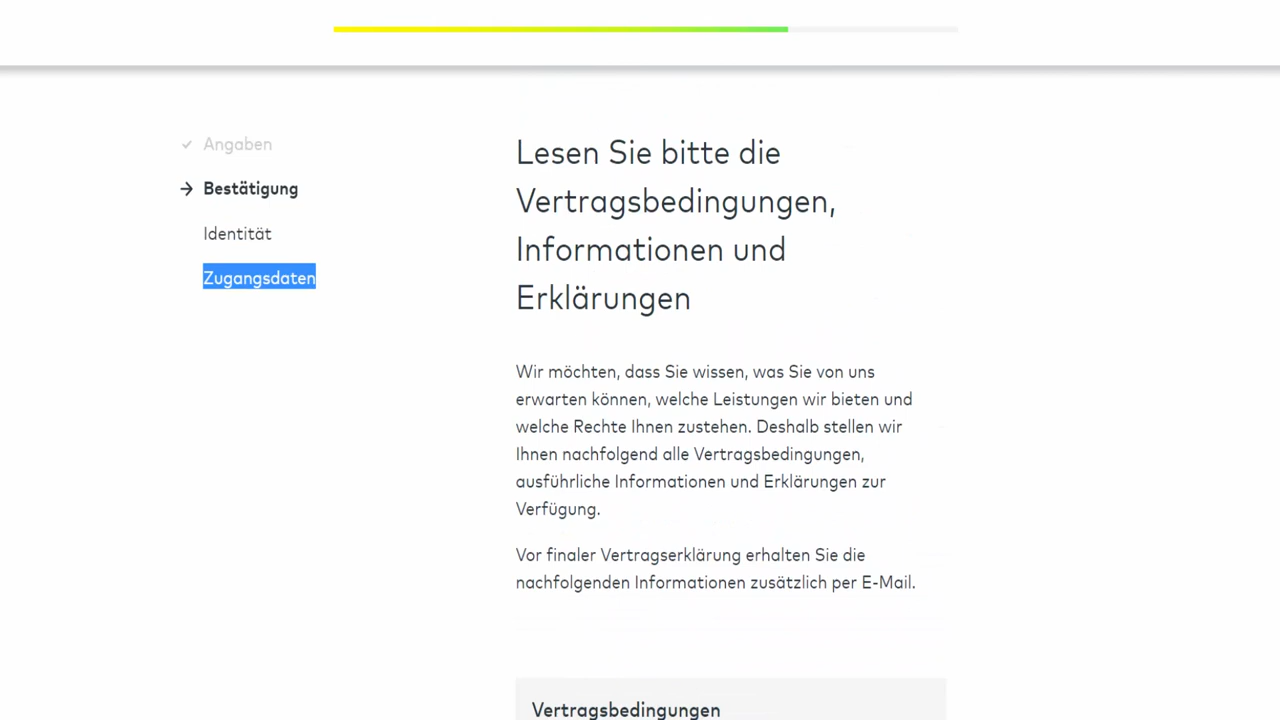 Angaben
Bestätigung
Identität
Zugangsdaten
Lesen Sie bitte die
Vertragsbedingungen,
Informationen und
Erklärungen
Wir möchten, dass Sie wissen, was Sie von uns
erwarten können, welche Leistungen wir bieten und
welche Rechte Ihnen zustehen. Deshalb stellen wir
Ihnen nachfolgend alle Vertragsbedingungen,
ausführliche Informationen und Erklärungen zur
Verfügung.
Vor finaler Vertragserklärung erhalten Sie die
nachfolgenden Informationen zusätzlich per E-Mail.
Vertragsbedingungen